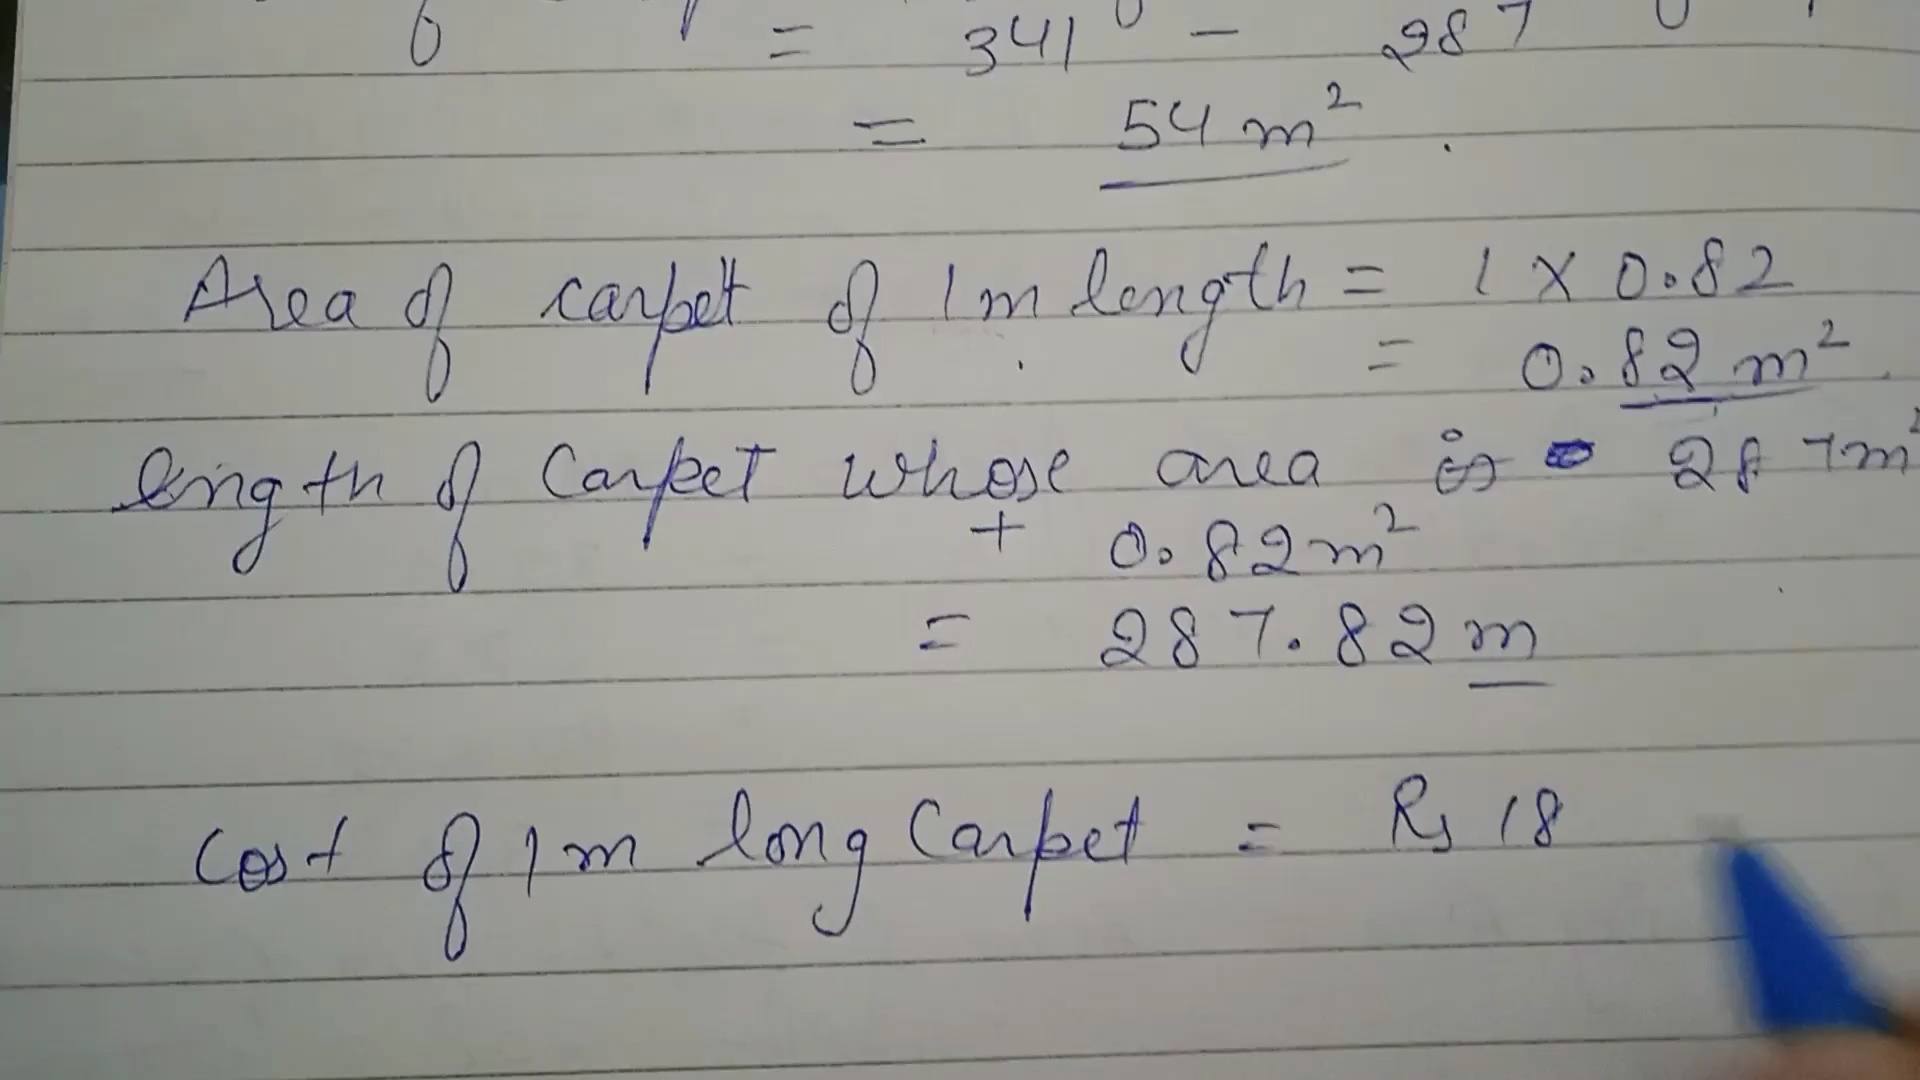 = 341 - 287
= 54 m²
Area of carpet of 1m length = 1 x 0.82
= 0.82 m²
length of Carpet whose area is 287m²
+ 0.82m²
= 287.82 m
Cost of 1m long Carpet = Rs 18